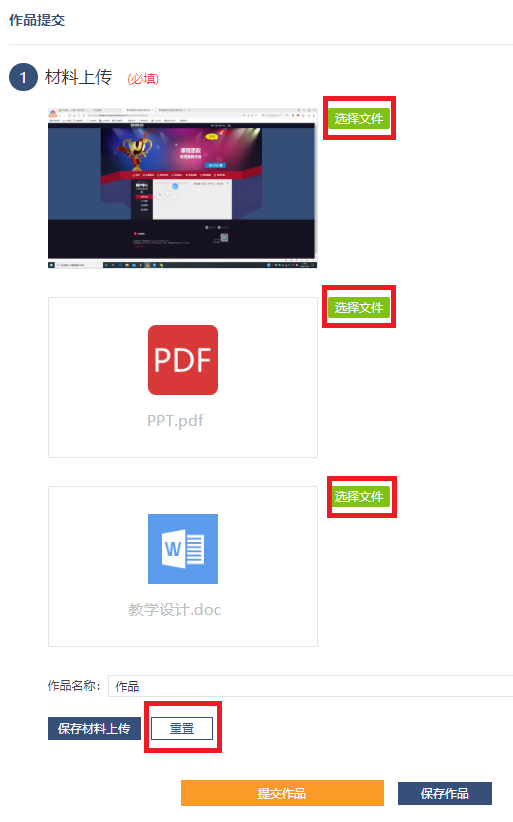 作品提交
1 材料上传 (必填)
选择文件
选择文件
PDF
PPT.pdf
选择文件
W
教学设计.doc
作品名称： 作品
保存材料上传 重置
提交作品 保存作品